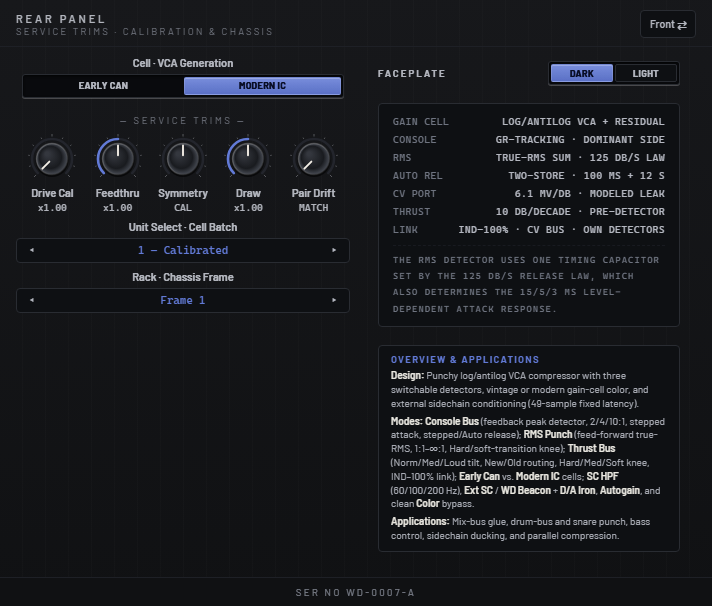 REAR PANEL
SERVICE TRIMS · CALIBRATION & CHASSIS
Front ⇄
Cell · VCA Generation
EARLY CAN MODERN IC
— SERVICE TRIMS —
Drive Cal Feedthru Symmetry Draw Pair Drift
x1.00 x1.00 CAL x1.00 MATCH
Unit Select · Cell Batch
◂ 1 — Calibrated ▸
Rack · Chassis Frame
◂ Frame 1 ▸
FACEPLATE DARK LIGHT
GAIN CELL LOG/ANTILOG VCA + RESIDUAL
CONSOLE GR-TRACKING · DOMINANT SIDE
RMS TRUE-RMS SUM · 125 DB/S LAW
AUTO REL TWO-STORE · 100 MS + 12 S
CV PORT 6.1 MV/DB · MODELED LEAK
THRUST 10 DB/DECADE · PRE-DETECTOR
LINK IND–100% · CV BUS · OWN DETECTORS
THE RMS DETECTOR USES ONE TIMING CAPACITOR
SET BY THE 125 DB/S RELEASE LAW, WHICH
ALSO DETERMINES THE 15/5/3 MS LEVEL-
DEPENDENT ATTACK RESPONSE.
OVERVIEW & APPLICATIONS
Design: Punchy log/antilog VCA compressor with three
switchable detectors, vintage or modern gain-cell color, and
external sidechain conditioning (49-sample fixed latency).
Modes: Console Bus (feedback peak detector, 2/4/10:1, stepped
attack, stepped/Auto release); RMS Punch (feed-forward true-
RMS, 1:1–∞:1, Hard/soft-transition knee); Thrust Bus
(Norm/Med/Loud tilt, New/Old routing, Hard/Med/Soft knee,
IND–100% link); Early Can vs. Modern IC cells; SC HPF
(60/100/200 Hz), Ext SC / WD Beacon + D/A Iron, Autogain, and
clean Color bypass.
Applications: Mix-bus glue, drum-bus and snare punch, bass
control, sidechain ducking, and parallel compression.
SER NO WD-0007-A